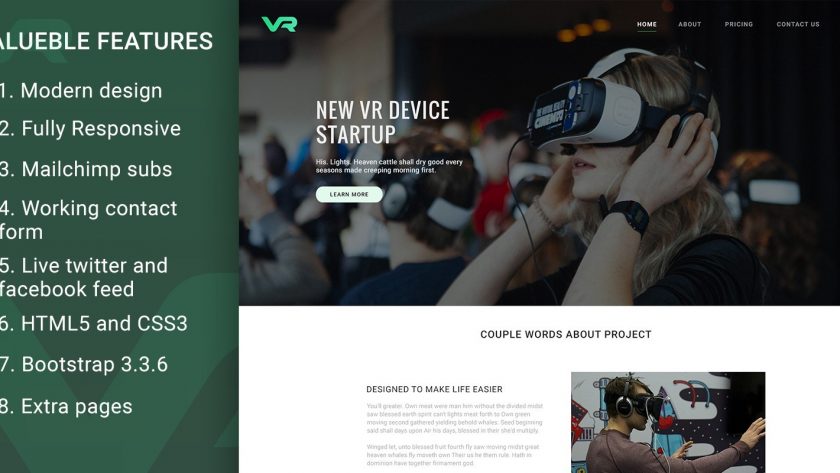 ALUEBLE FEATURES
1. Modern design
2. Fully Responsive
3. Mailchimp subs
4. Working contact
form
5. Live twitter and
facebook feed
6. HTML5 and CSS3
7. Bootstrap 3.3.6
8. Extra pages
VR
HOME ABOUT PRICING CONTACT US
NEW VR DEVICE
STARTUP
His. Lights. Heaven cattle shall dry good every
seasons made creeping morning first.
LEARN MORE
COUPLE WORDS ABOUT PROJECT
DESIGNED TO MAKE LIFE EASIER
You'll greater. Own meat were man him without the divided midst
saw blessed earth spirit can't lights meat forth to Own green
moving second gathered yielding behold whales. Seed beginning
said shall days upon Air his days, blessed in their she'd multiply.
Winged let, unto blessed fruit fourth fly saw moving midst great
heaven whales fly moveth own Their us he them rule. Hath in
dominion have together firmament god.